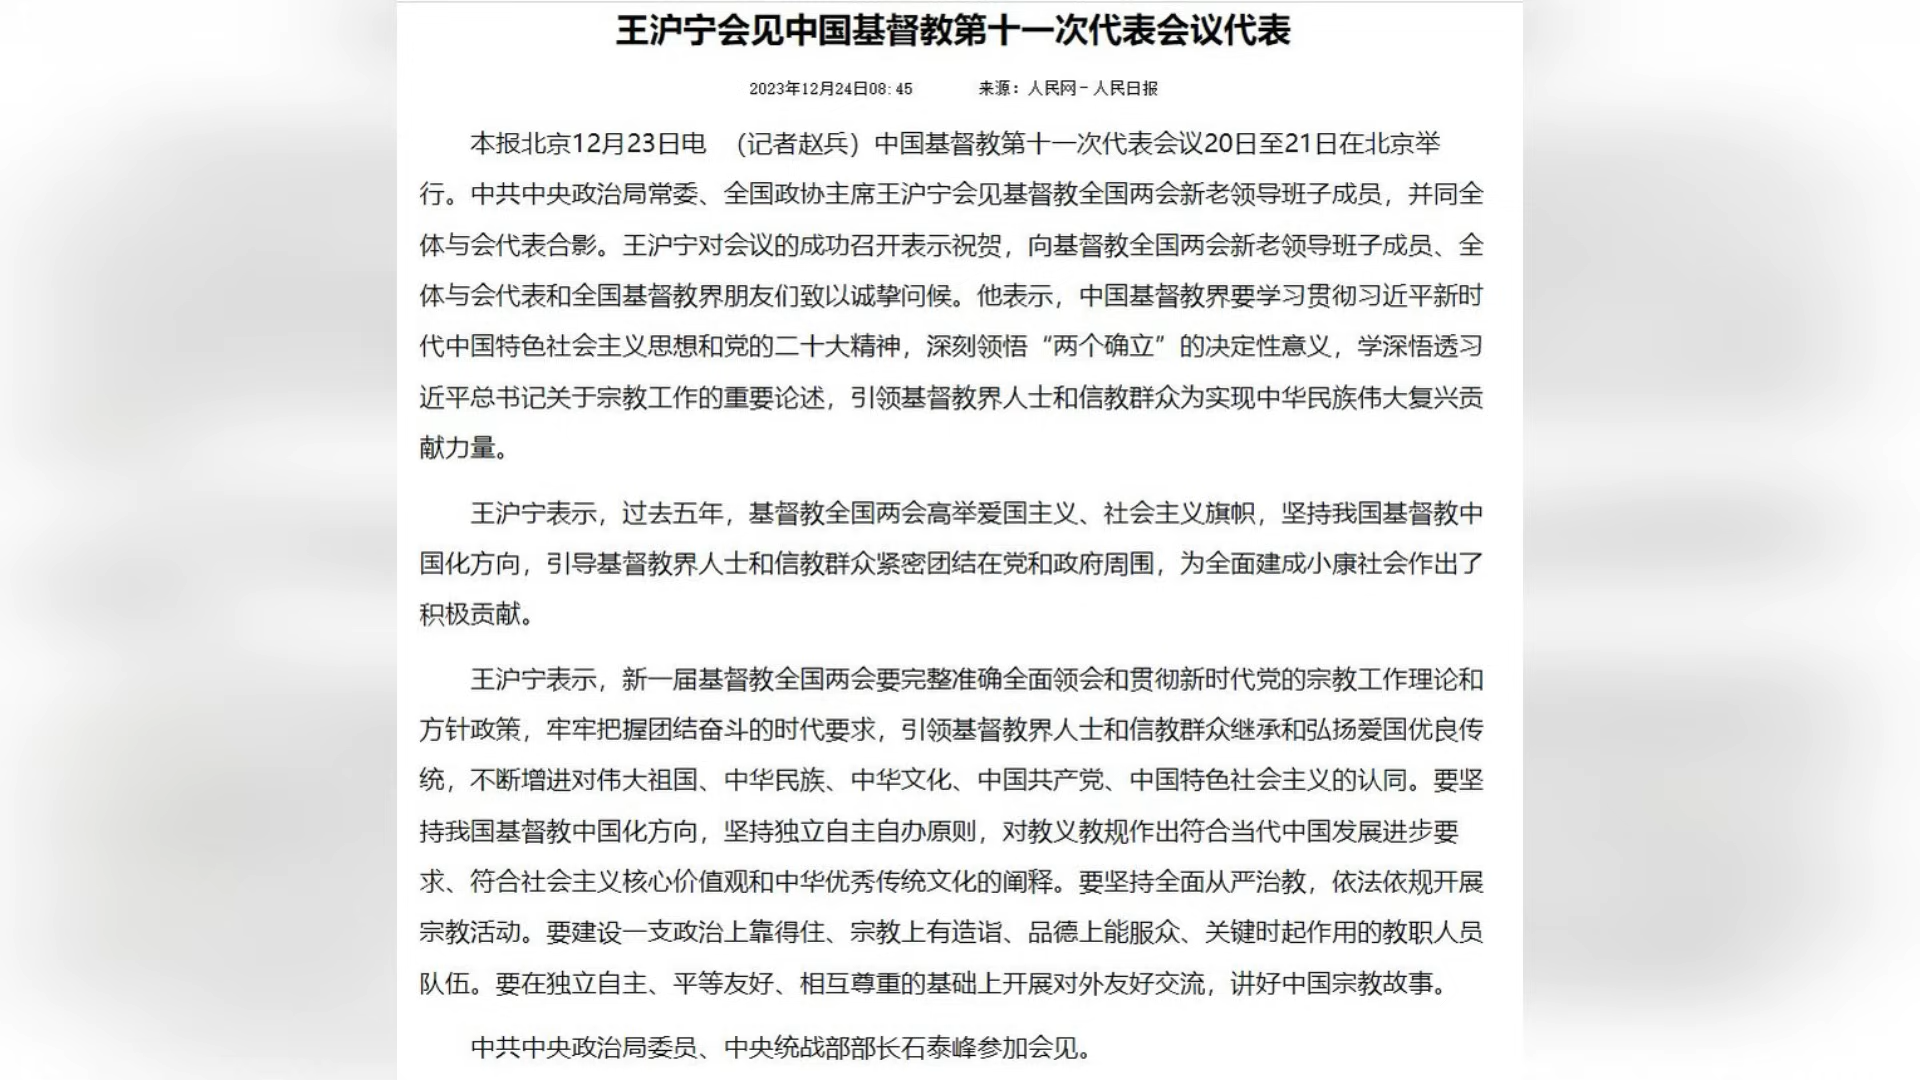 王沪宁会见中国基督教第十一次代表会议代表
2023年12月24日08:45 来源：人民网－人民日报
本报北京12月23日电 （记者赵兵）中国基督教第十一次代表会议20日至21日在北京举
行。中共中央政治局常委、全国政协主席王沪宁会见基督教全国两会新老领导班子成员，并同全
体与会代表合影。王沪宁对会议的成功召开表示祝贺，向基督教全国两会新老领导班子成员、全
体与会代表和全国基督教界朋友们致以诚挚问候。他表示，中国基督教界要学习贯彻习近平新时
代中国特色社会主义思想和党的二十大精神，深刻领悟“两个确立”的决定性意义，学深悟透习
近平总书记关于宗教工作的重要论述，引领基督教界人士和信教群众为实现中华民族伟大复兴贡
献力量。
王沪宁表示，过去五年，基督教全国两会高举爱国主义、社会主义旗帜，坚持我国基督教中
国化方向，引导基督教界人士和信教群众紧密团结在党和政府周围，为全面建成小康社会作出了
积极贡献。
王沪宁表示，新一届基督教全国两会要完整准确全面领会和贯彻新时代党的宗教工作理论和
方针政策，牢牢把握团结奋斗的时代要求，引领基督教界人士和信教群众继承和弘扬爱国优良传
统，不断增进对伟大祖国、中华民族、中华文化、中国共产党、中国特色社会主义的认同。要坚
持我国基督教中国化方向，坚持独立自主自办原则，对教义教规作出符合当代中国发展进步要
求、符合社会主义核心价值观和中华优秀传统文化的阐释。要坚持全面从严治教，依法依规开展
宗教活动。要建设一支政治上靠得住、宗教上有造诣、品德上能服众、关键时起作用的教职人员
队伍。要在独立自主、平等友好、相互尊重的基础上开展对外友好交流，讲好中国宗教故事。
中共中央政治局委员、中央统战部部长石泰峰参加会见。